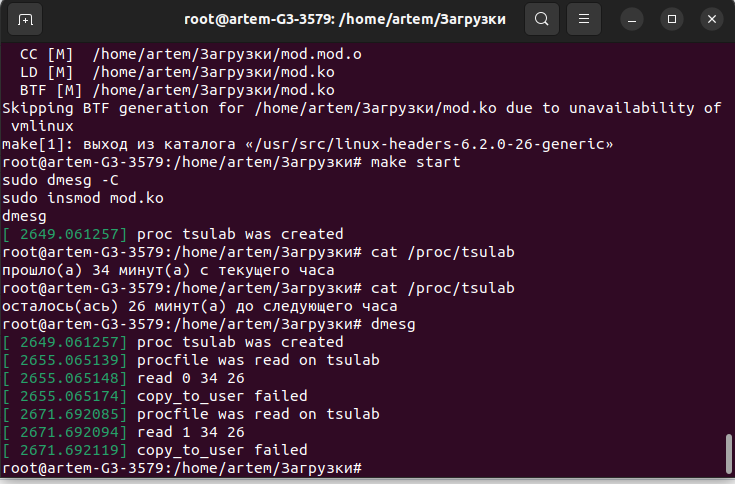 root@artem-G3-3579: /home/artem/Загрузки
  CC [M]  /home/artem/Загрузки/mod.mod.o
  LD [M]  /home/artem/Загрузки/mod.ko
  BTF [M] /home/artem/Загрузки/mod.ko
Skipping BTF generation for /home/artem/Загрузки/mod.ko due to unavailability of
 vmlinux
make[1]: выход из каталога «/usr/src/linux-headers-6.2.0-26-generic»
root@artem-G3-3579:/home/artem/Загрузки# make start
sudo dmesg -C
sudo insmod mod.ko
dmesg
[ 2649.061257] proc tsulab was created
root@artem-G3-3579:/home/artem/Загрузки# cat /proc/tsulab
прошло(а) 34 минут(а) с текущего часа
root@artem-G3-3579:/home/artem/Загрузки# cat /proc/tsulab
осталось(ась) 26 минут(а) до следующего часа
root@artem-G3-3579:/home/artem/Загрузки# dmesg
[ 2649.061257] proc tsulab was created
[ 2655.065139] procfile was read on tsulab
[ 2655.065148] read 0 34 26
[ 2655.065174] copy_to_user failed
[ 2671.692085] procfile was read on tsulab
[ 2671.692094] read 1 34 26
[ 2671.692119] copy_to_user failed
root@artem-G3-3579:/home/artem/Загрузки#